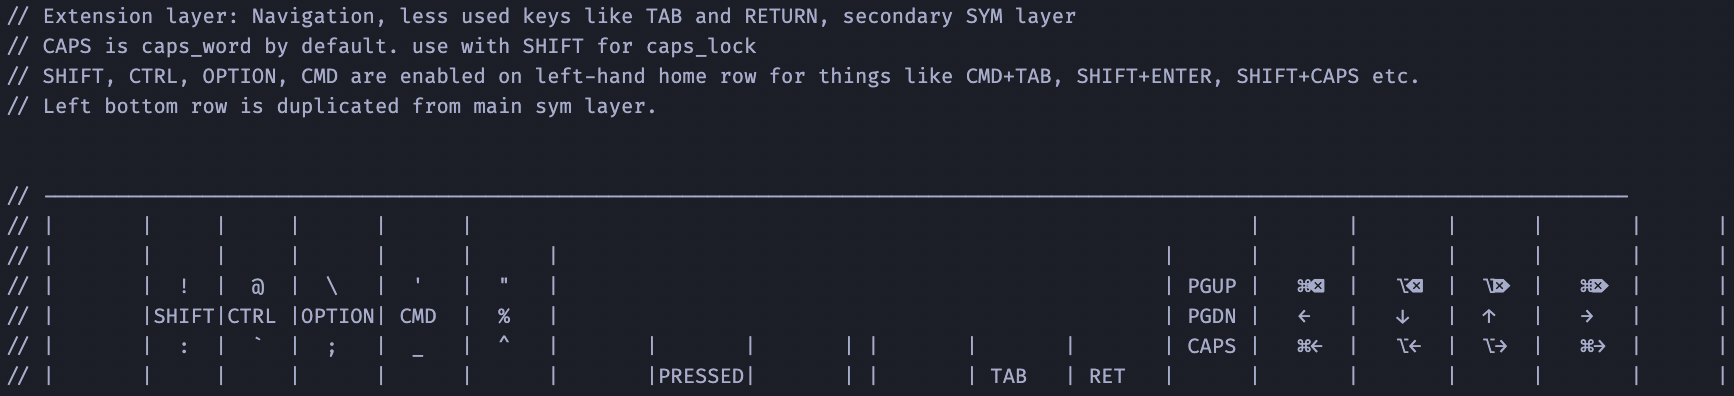 // Extension layer: Navigation, less used keys like TAB and RETURN, secondary SYM layer
// CAPS is caps_word by default. use with SHIFT for caps_lock
// SHIFT, CTRL, OPTION, CMD are enabled on left-hand home row for things like CMD+TAB, SHIFT+ENTER, SHIFT+CAPS etc.
// Left bottom row is duplicated from main sym layer.
// ────────────────────────────────────────────────────────────────────────────────────────────────────────────────────────────────
// |       |     |     |      |      |                                                               |       |       |      |       |      |
// |       |     |     |      |      |      |                                                 |      |       |       |      |       |      |
// |       |  !  |  @  |  \   |  '   |  "   |                                                 | PGUP |  ⌘⌫   |   ⌥⌫  |  ⌥⌦  |   ⌘⌦  |      |
// |       |SHIFT|CTRL |OPTION| CMD  |  %   |                                                 | PGDN |   ←   |   ↓   |  ↑   |   →   |      |
// |       |  :  |  `  |  ;   |  _   |  ^   |       |       |       | |       |       |       | CAPS |  ⌘←   |   ⌥←  |  ⌥→  |   ⌘→  |      |
// |       |     |     |      |      |      |       |PRESSED|       | |       | TAB   | RET   |      |       |       |      |       |      |